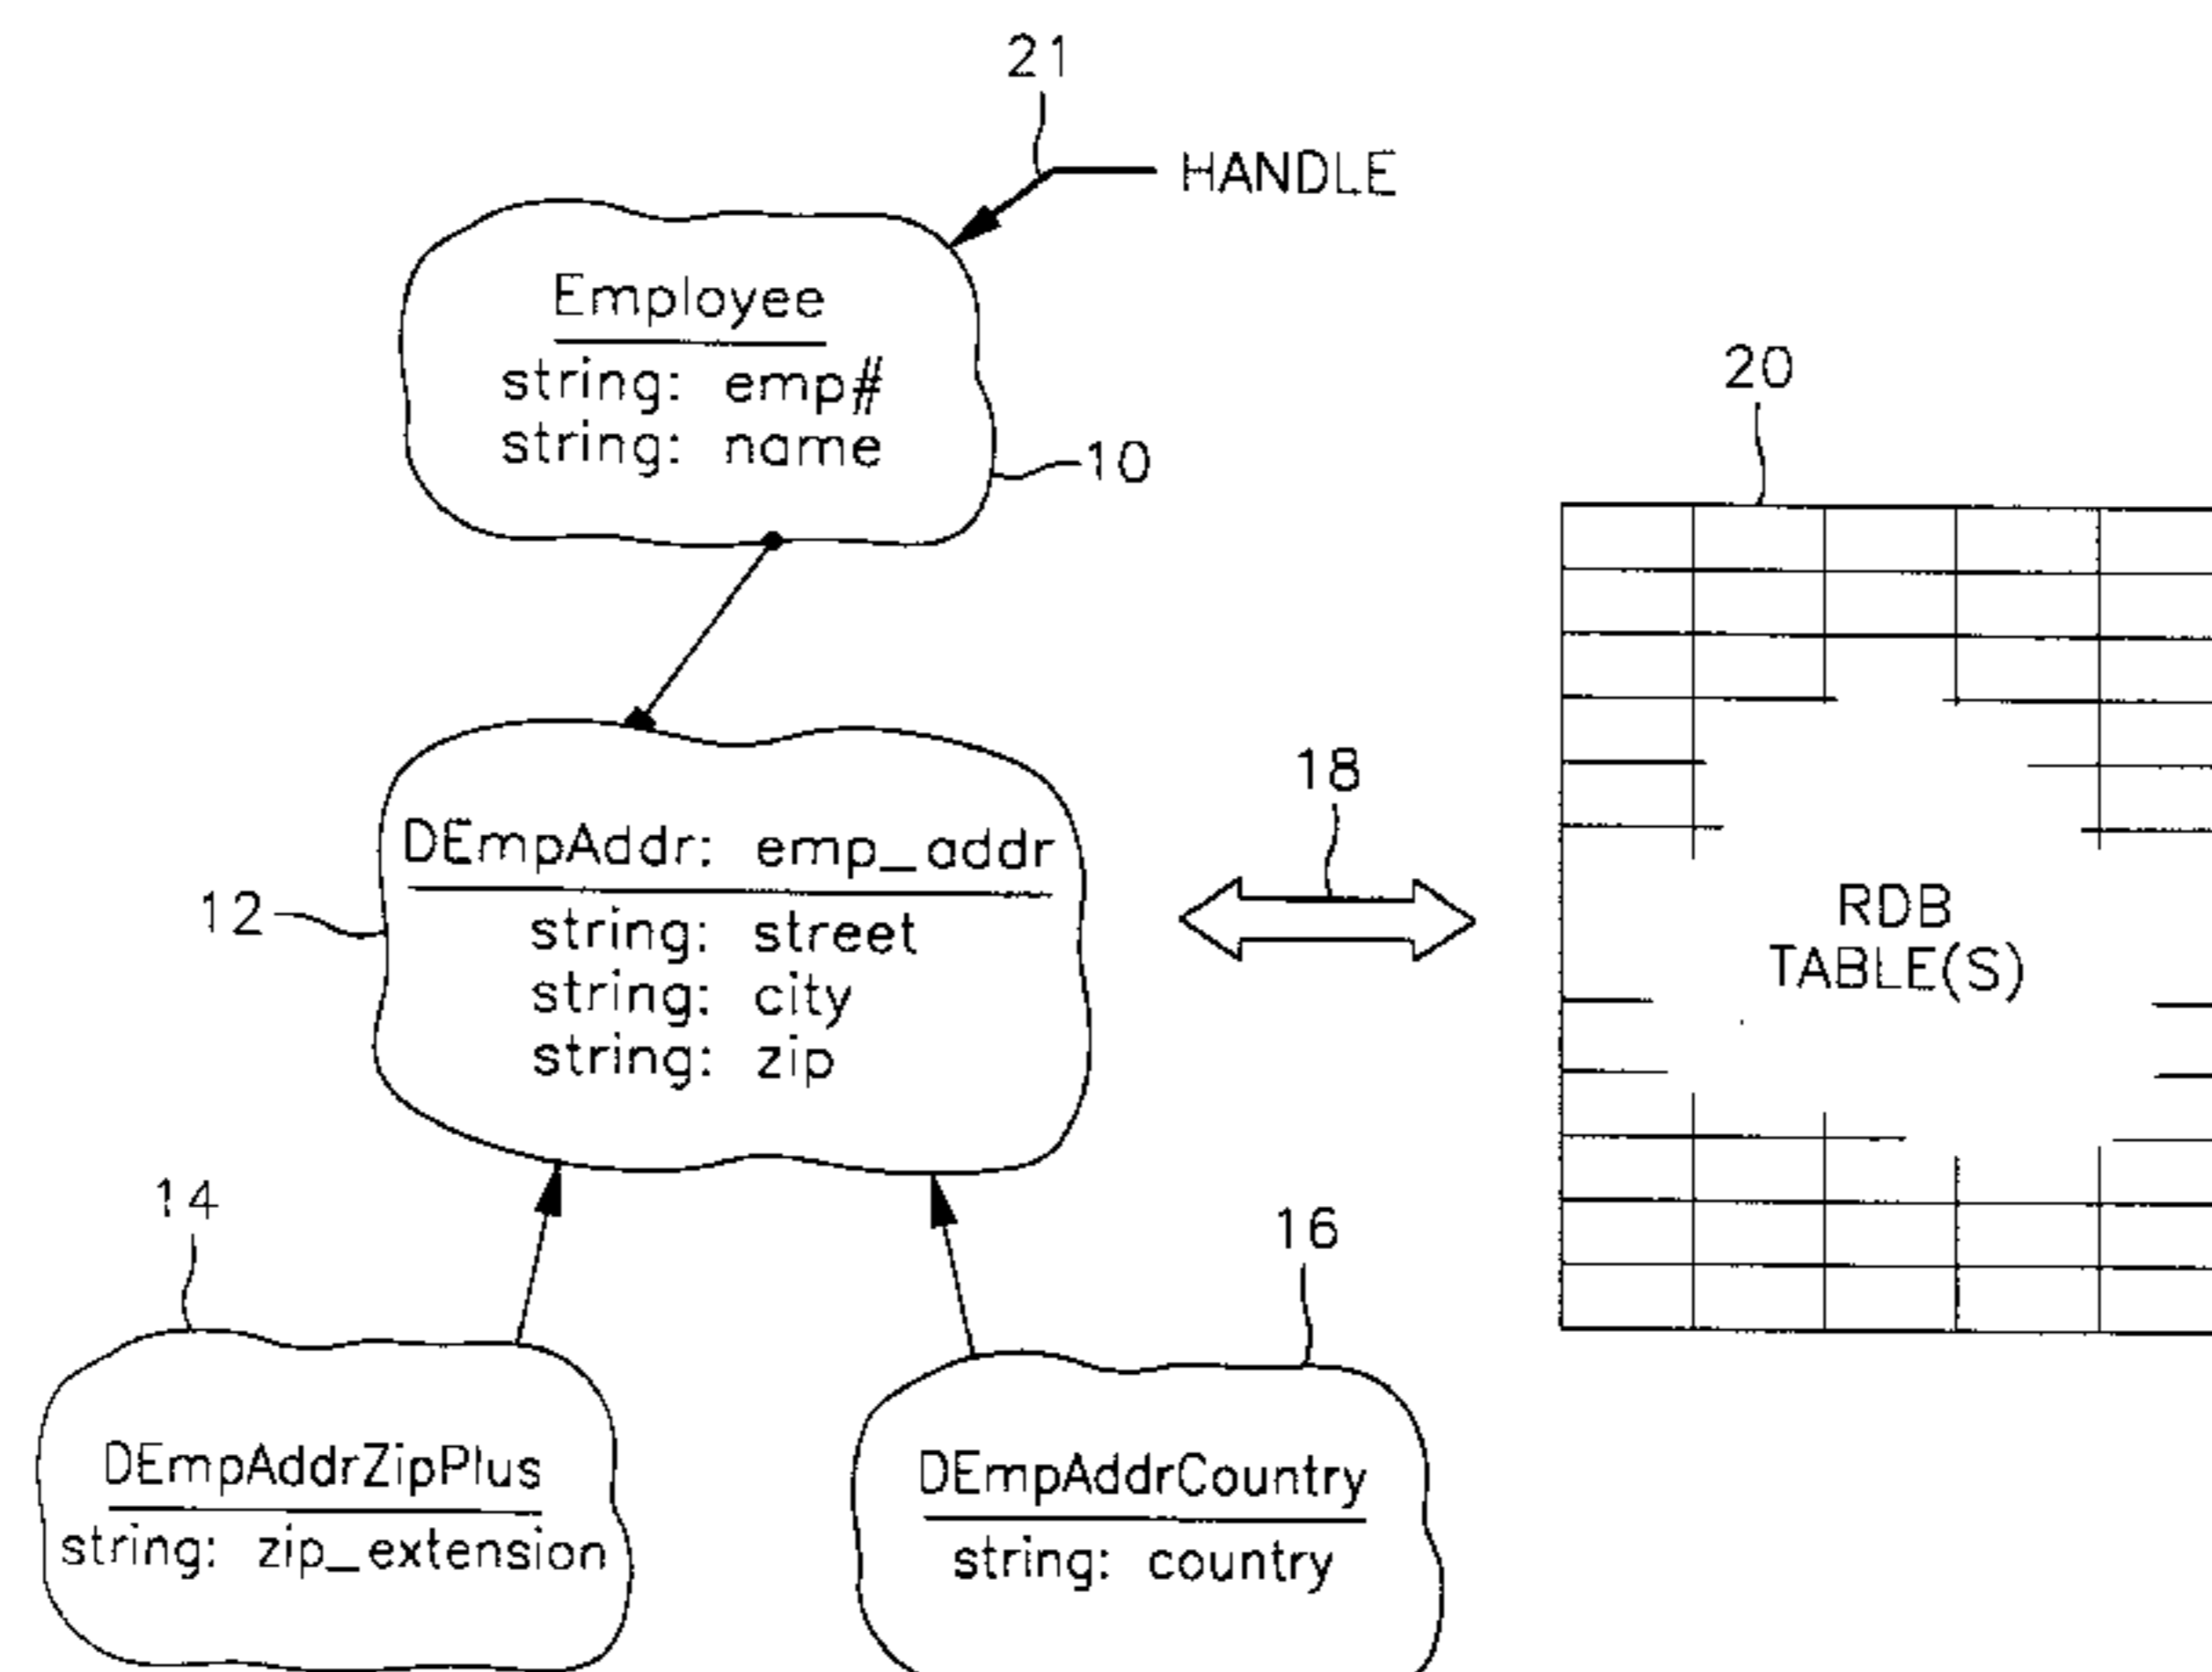 21
HANDLE
Employee
string: emp#
string: name
10
20
18
DEmpAddr: emp_addr
string: street
string: city
string: zip
12
RDB
TABLE(S)
14
16
DEmpAddrZipPlus
string: zip_extension
DEmpAddrCountry
string: country